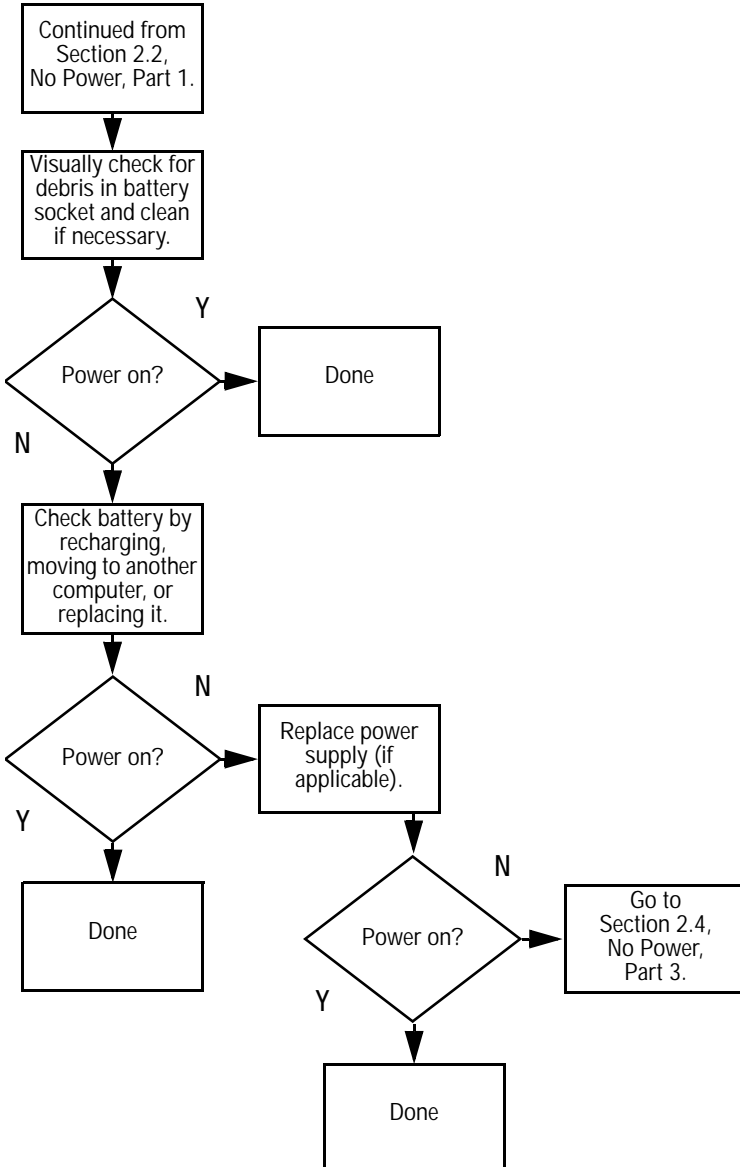 Continued from
Section 2.2,
No Power, Part 1.
Visually check for
debris in battery
socket and clean
if necessary.
Y
Power on?
Done
N
Check battery by
recharging,
moving to another
computer, or
replacing it.
N
Power on?
Replace power
supply (if
applicable).
Y
Done
N
Power on?
Go to
Section 2.4,
No Power,
Part 3.
Y
Done